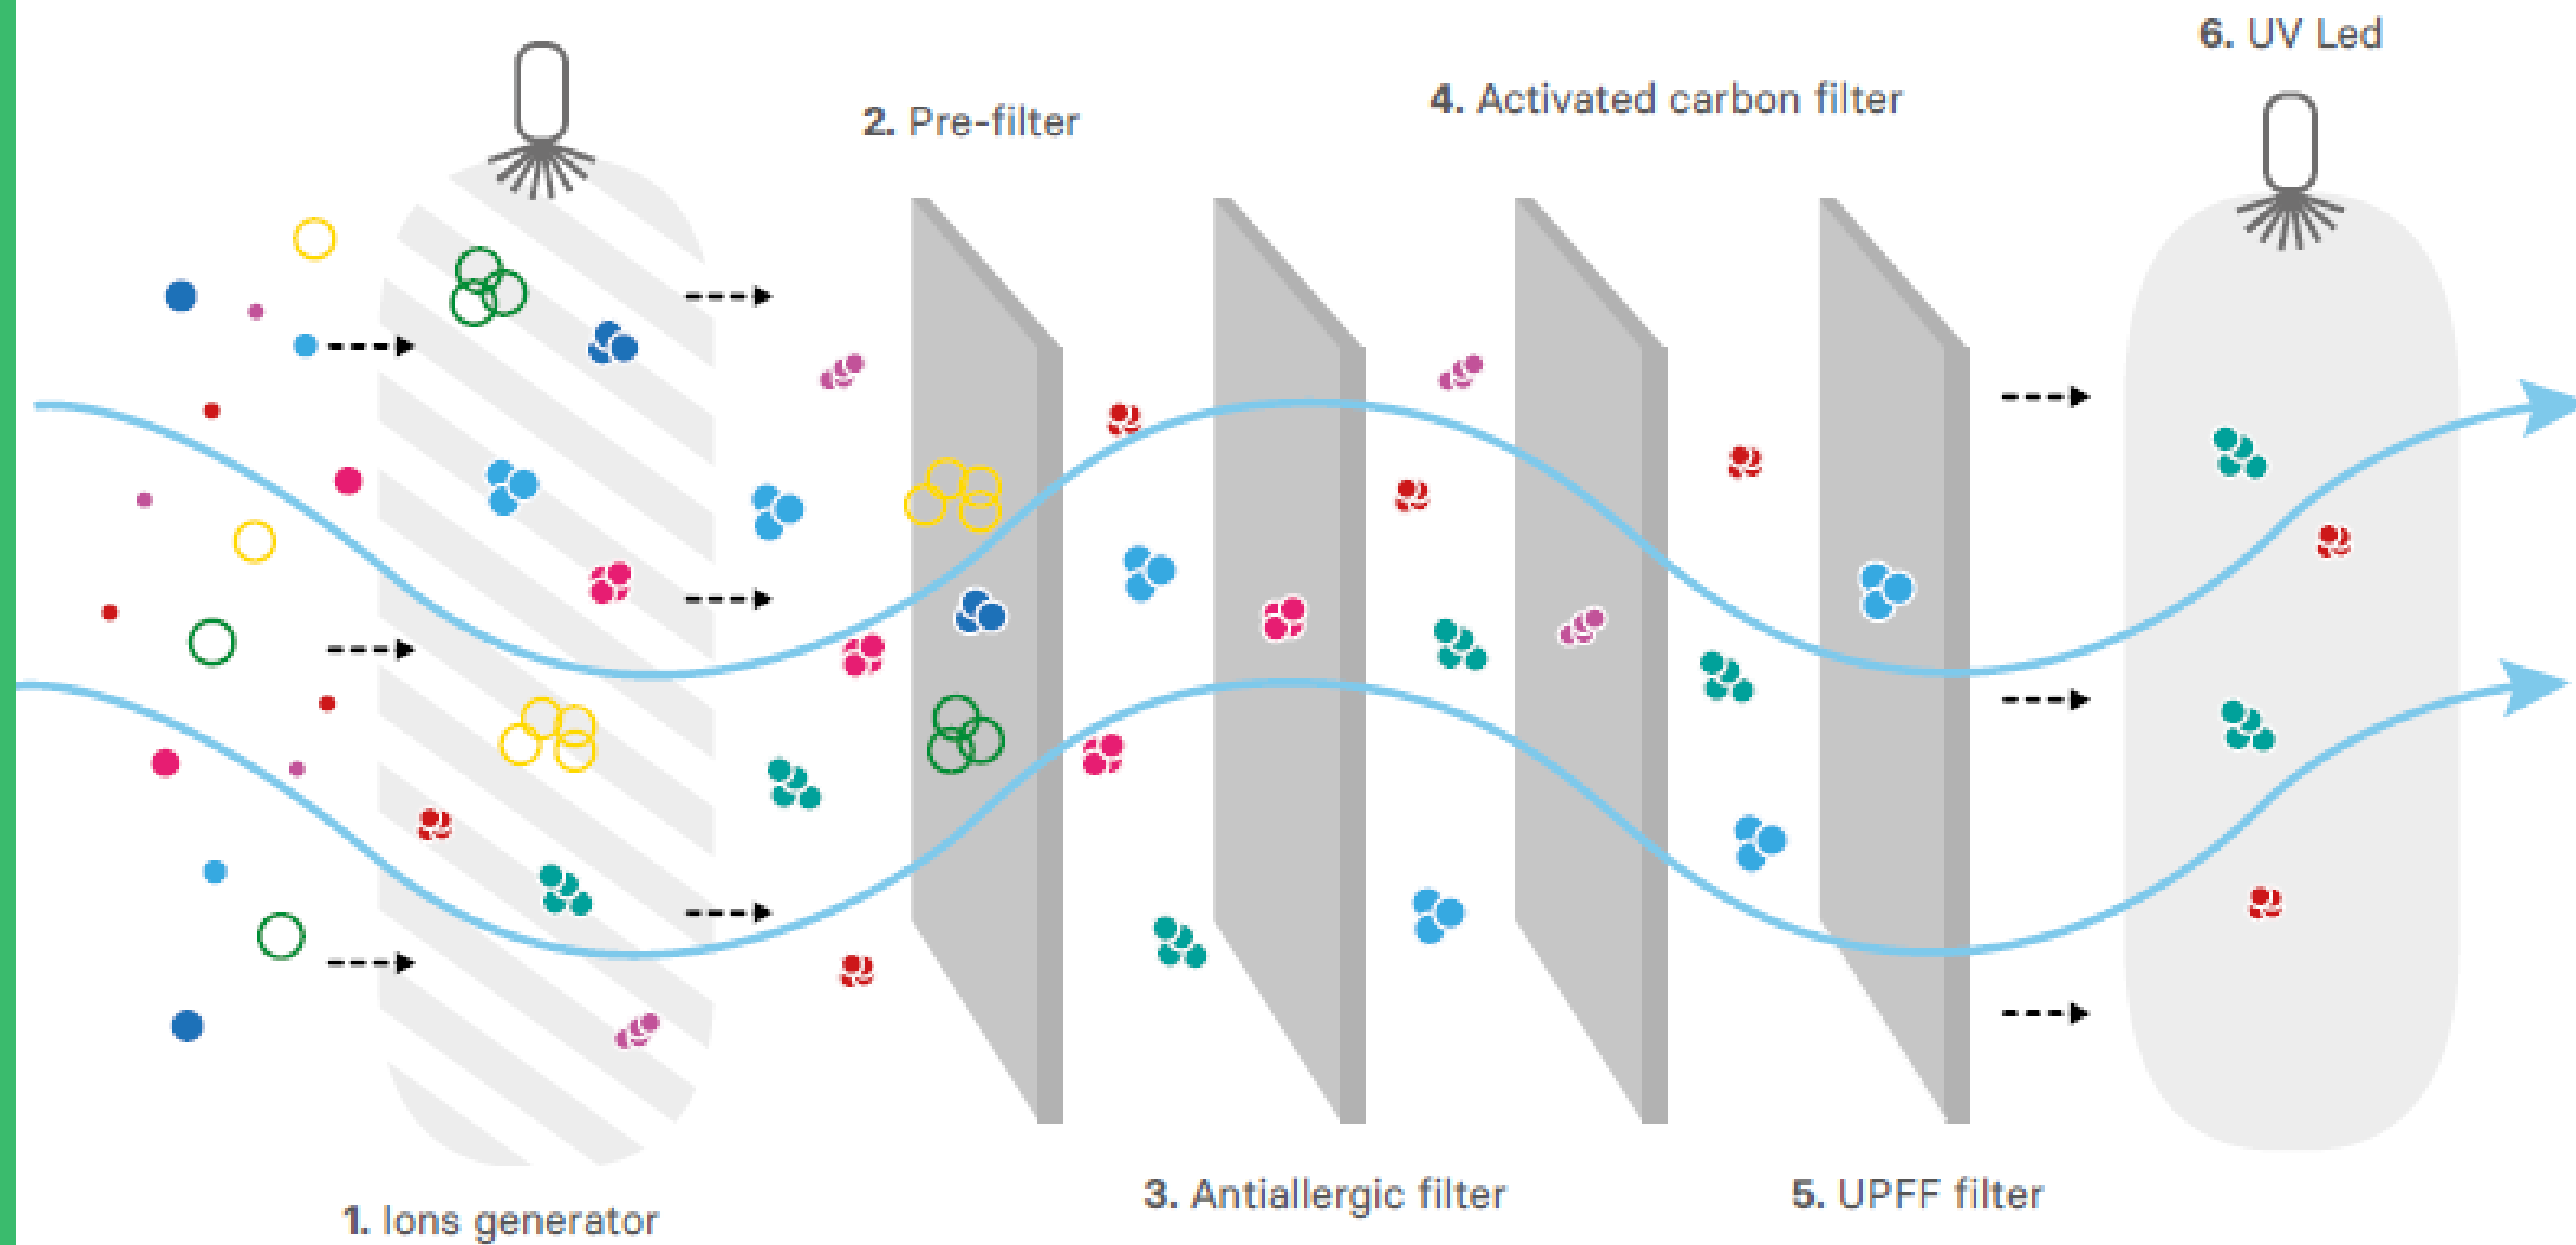 1. Ions generator
2. Pre-filter
3. Antiallergic filter
4. Activated carbon filter
5. UPFF filter
6. UV Led